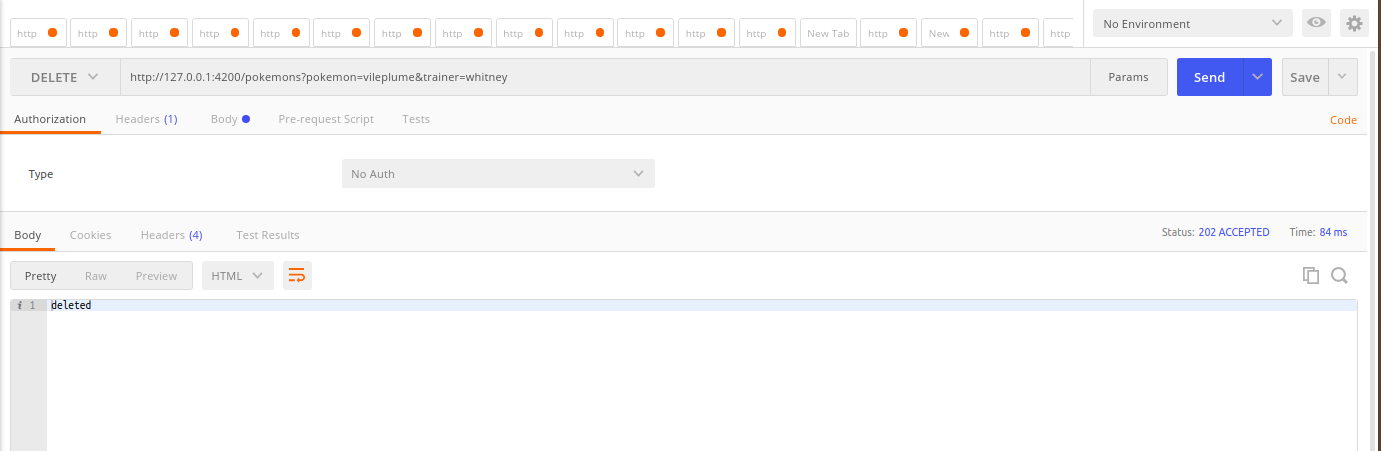 http http http http http http http http http http http http http New Tab http New http http No Environment
DELETE http://127.0.0.1:4200/pokemons?pokemon=vileplume&trainer=whitney Params Send Save
Authorization Headers (1) Body Pre-request Script Tests Code
Type No Auth
Body Cookies Headers (4) Test Results Status: 202 ACCEPTED Time: 84 ms
Pretty Raw Preview HTML
i 1 deleted